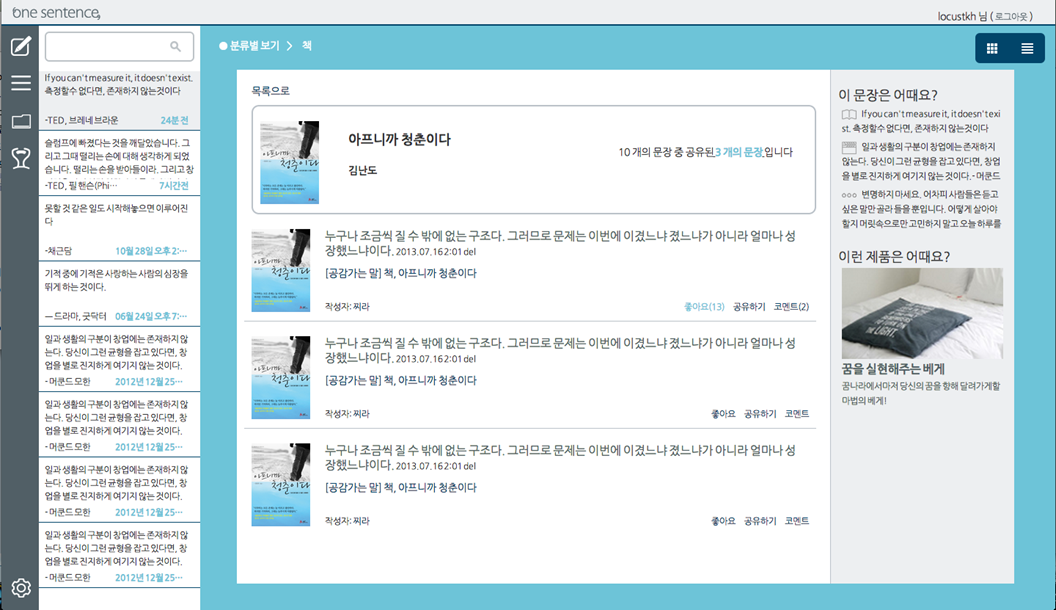 one sentence,
locustkh 님 ( 로그아웃 )
If you can't measure it, it doesn't exist.
측정할수 없다면, 존재하지 않는것이다
-TED, 브레네 브라운 24분 전
슬럼프에 빠졌다는 것을 깨달았습니다. 그
리고 그때 떨리는 손에 대해 생각하게 되었
습니다. 떨리는 손을 받아들이라. 그리고 창
-TED, 필 핸슨(Phi… 7시간전
못할 것 같은 일도 시작해놓으면 이루어진
다
-채근담 10월 28일 오후 2:…
기적 중에 기적은 사랑하는 사람의 심장을
뛰게 하는 것이다.
— 드라마, 굿닥터 06월 24일 오후 7:…
일과 생활의 구분이 창업에는 존재하지 않
는다. 당신이 그런 균형을 잡고 있다면, 창
업을 별로 진지하게 여기지 않는 것이다.
- 머쿤드 모한 2012년 12월 25…
일과 생활의 구분이 창업에는 존재하지 않
는다. 당신이 그런 균형을 잡고 있다면, 창
업을 별로 진지하게 여기지 않는 것이다.
- 머쿤드 모한 2012년 12월 25…
일과 생활의 구분이 창업에는 존재하지 않
는다. 당신이 그런 균형을 잡고 있다면, 창
업을 별로 진지하게 여기지 않는 것이다.
- 머쿤드 모한 2012년 12월 25…
일과 생활의 구분이 창업에는 존재하지 않
는다. 당신이 그런 균형을 잡고 있다면, 창
업을 별로 진지하게 여기지 않는 것이다.
- 머쿤드 모한 2012년 12월 25…
분류별 보기 > 책
목록으로
아프니까 청춘이다
아프니까 청춘이다
김난도
10 개의 문장 중 공유된 3 개의 문장 입니다
아프니까 청춘이다
누구나 조금씩 질 수 밖에 없는 구조다. 그러므로 문제는 이번에 이겼느냐 졌느냐가 아니라 얼마나 성
장했느냐이다. 2013.07.16 2:01 del
[공감가는 말] 책, 아프니까 청춘이다
작성자: 찌라 좋아요(13) 공유하기 코멘트(2)
아프니까 청춘이다
누구나 조금씩 질 수 밖에 없는 구조다. 그러므로 문제는 이번에 이겼느냐 졌느냐가 아니라 얼마나 성
장했느냐이다. 2013.07.16 2:01 del
[공감가는 말] 책, 아프니까 청춘이다
작성자: 찌라 좋아요 공유하기 코멘트
아프니까 청춘이다
누구나 조금씩 질 수 밖에 없는 구조다. 그러므로 문제는 이번에 이겼느냐 졌느냐가 아니라 얼마나 성
장했느냐이다. 2013.07.16 2:01 del
[공감가는 말] 책, 아프니까 청춘이다
작성자: 찌라 좋아요 공유하기 코멘트
이 문장은 어때요?
If you can't measure it, it doesn't exi
st. 측정할수 없다면, 존재하지 않는것이다
일과 생활의 구분이 창업에는 존재하지
않는다. 당신이 그런 균형을 잡고 있다면, 창업
을 별로 진지하게 여기지 않는 것이다. - 머쿤드
변명하지 마세요. 어차피 사람들은 듣고
싶은 말만 골라 들을 뿐입니다. 어떻게 살아야
할지 머릿속으로만 고민하지 말고 오늘 하루를
이런 제품은 어때요?
THE LIGHT.
꿈을 실현해주는 베게
꿈나라에서마저 당신의 꿈을 향해 달려가게할
마법의 베게!